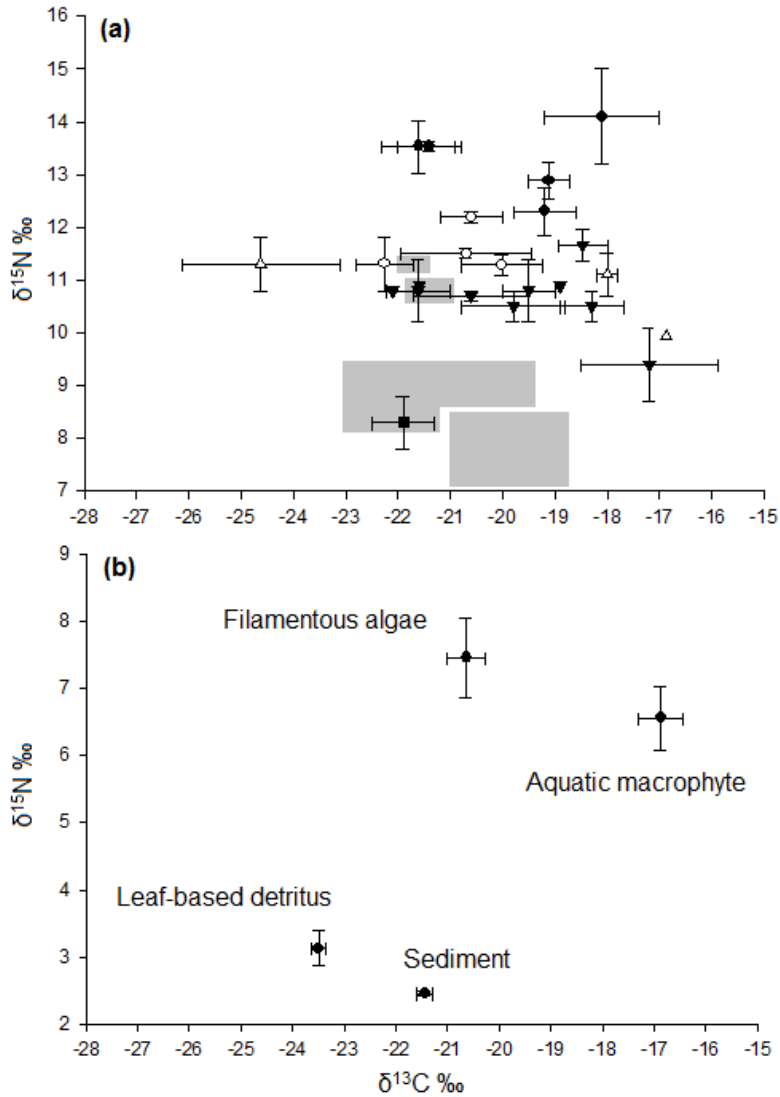 (a)
16
15
14
13
12
11
10
9
8
7
δ¹⁵N ‰
-28 -27 -26 -25 -24 -23 -22 -21 -20 -19 -18 -17 -16 -15
(b)
9
8
7
6
5
4
3
2
δ¹⁵N ‰
Filamentous algae
Aquatic macrophyte
Leaf-based detritus
Sediment
-28 -27 -26 -25 -24 -23 -22 -21 -20 -19 -18 -17 -16 -15
δ¹³C ‰